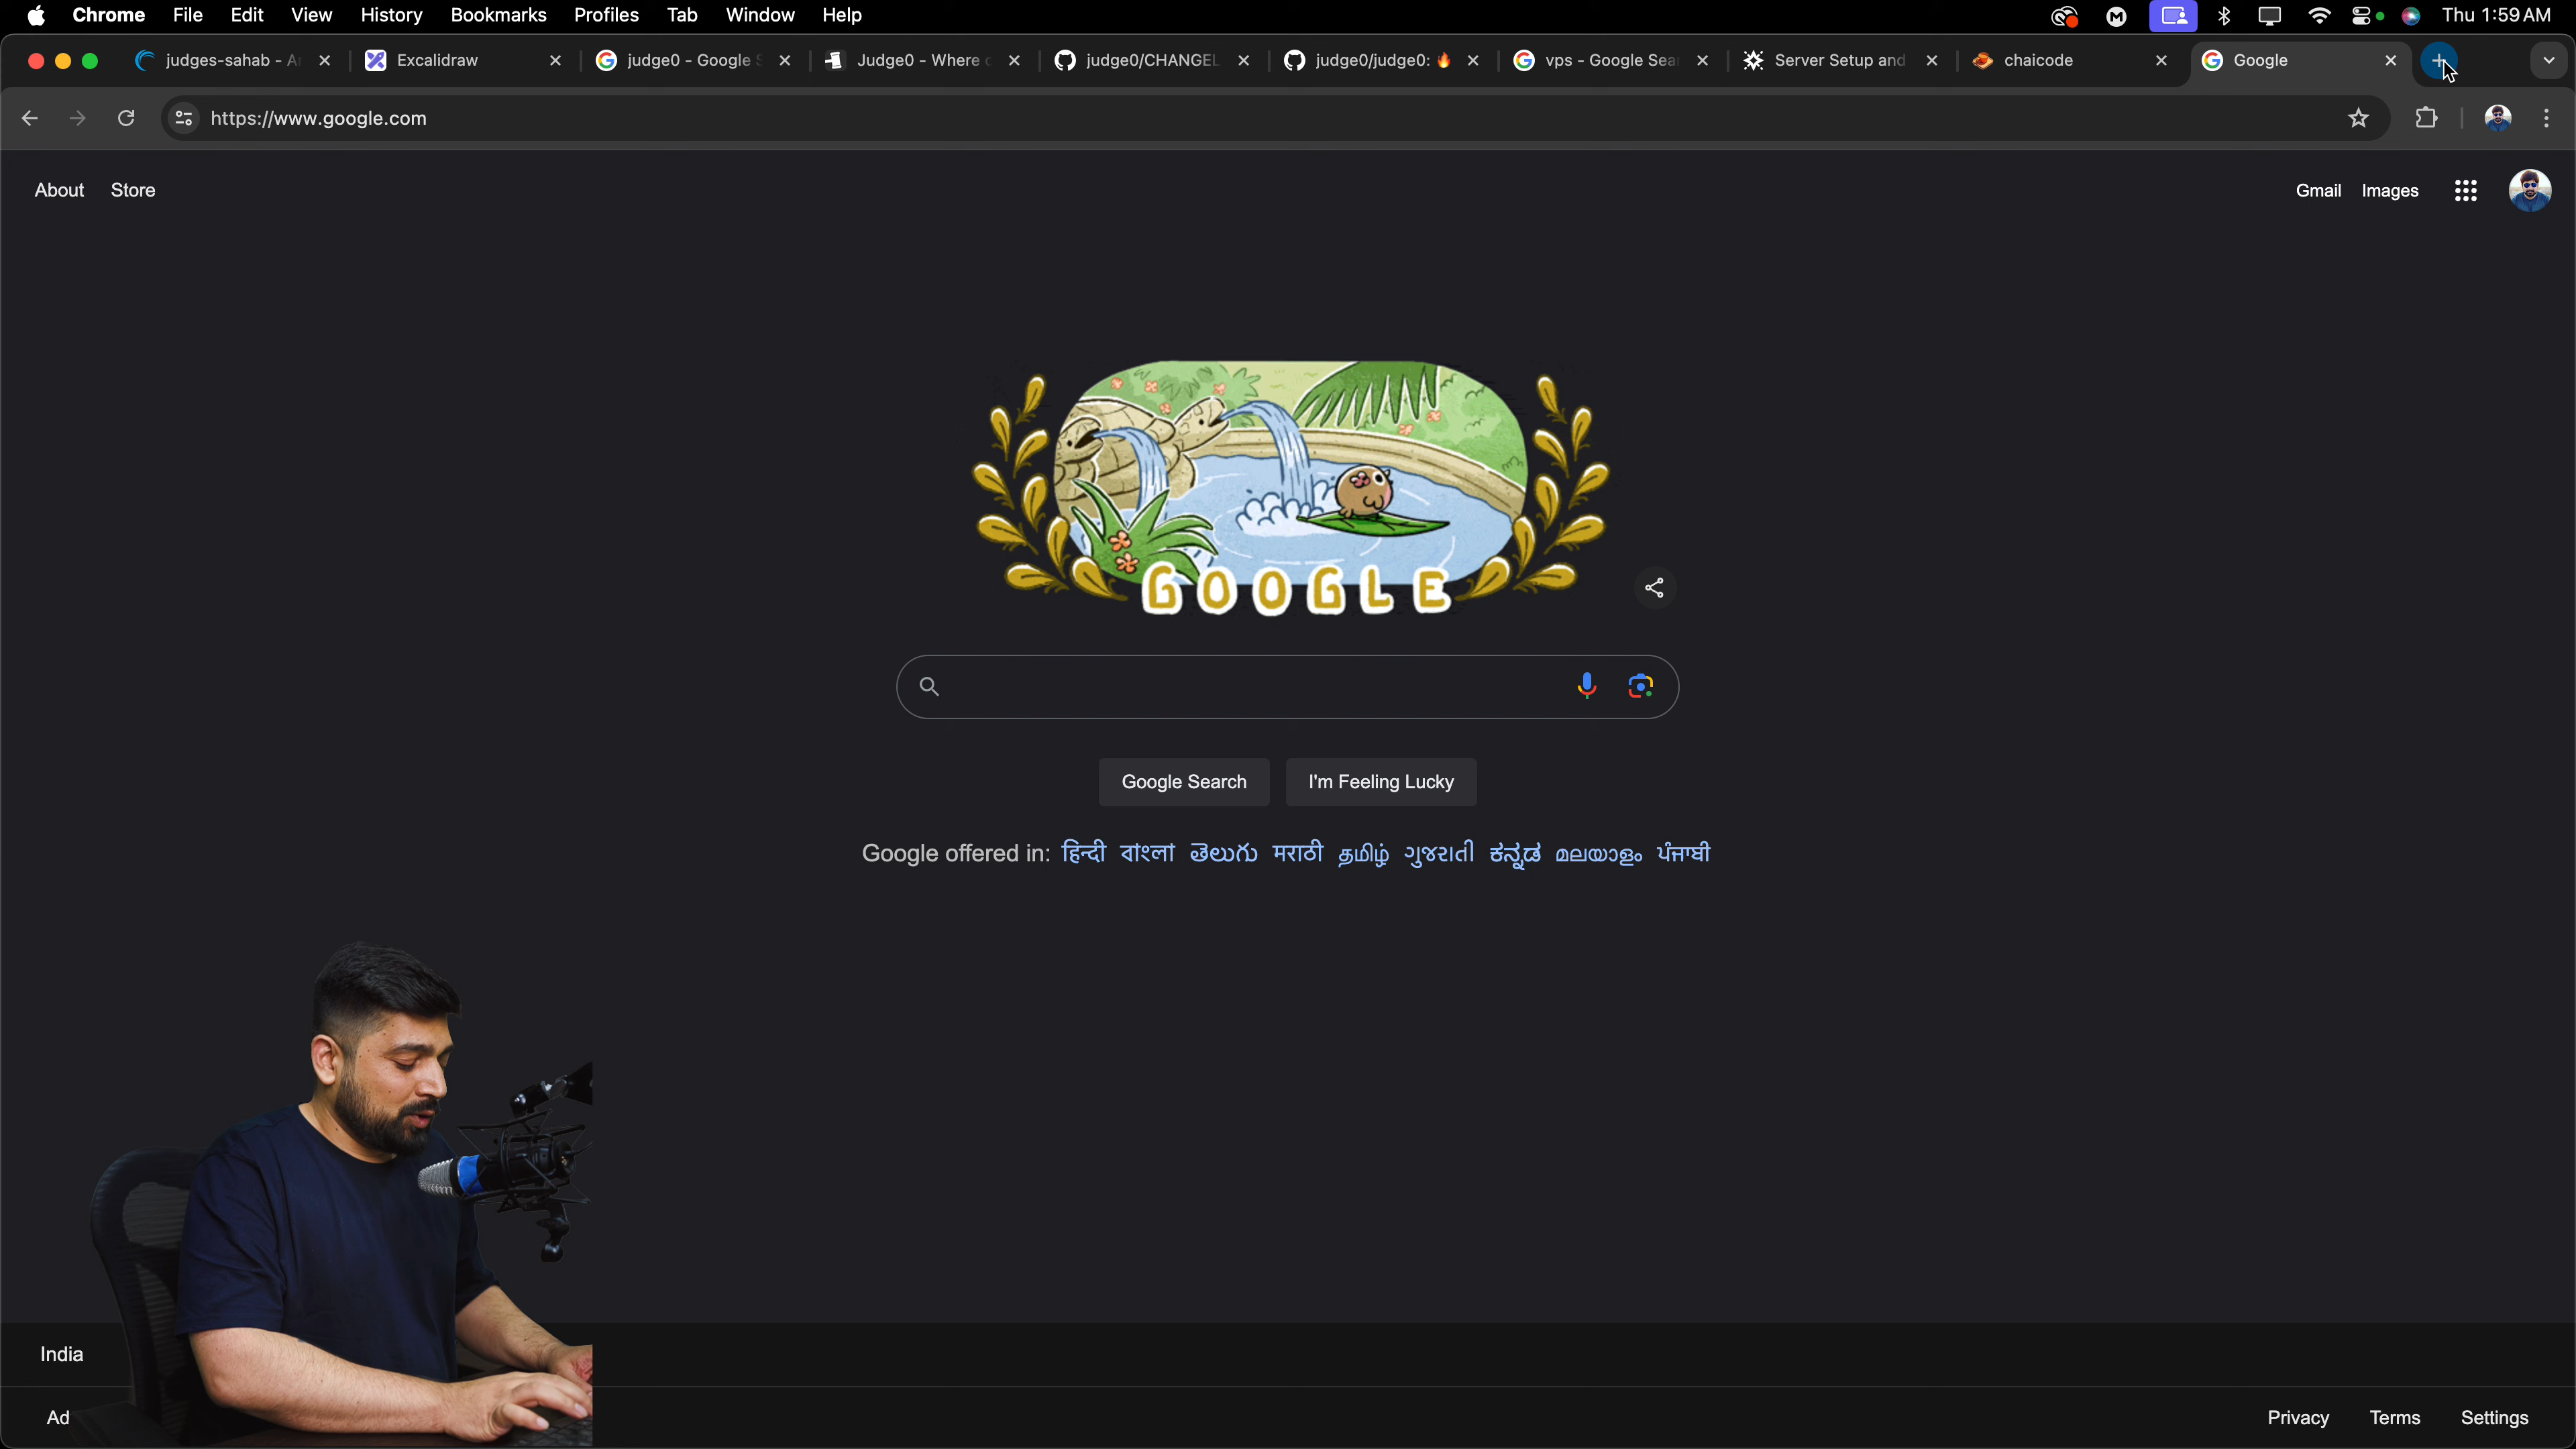 Chrome File Edit View History Bookmarks Profiles Tab Window Help Thu 1:59 AM
judges-sahab - A Excalidraw judge0 - Google S Judge0 - Where judge0/CHANGEL judge0/judge0: 🔥 vps - Google Sea Server Setup and chaicode Google
https://www.google.com
About Store Gmail Images
GOOGLE
Google Search I'm Feeling Lucky
Google offered in: हिन्दी বাংলা తెలుగు मराठी தமிழ் ગુજરાતી ಕನ್ನಡ മലയാളം ਪੰਜਾਬੀ
India
Ad Privacy Terms Settings